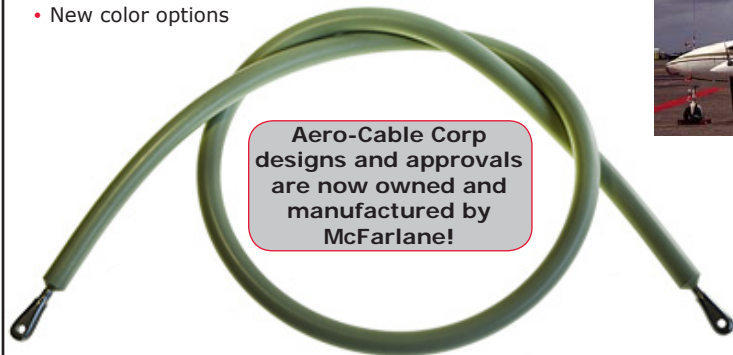 • New color options
Aero-Cable Corp
designs and approvals
are now owned and
manufactured by
McFarlane!